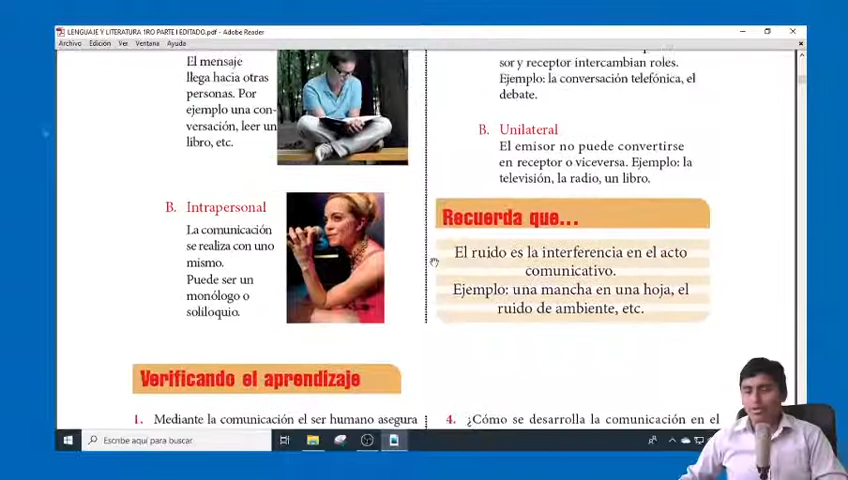 LENGUAJE Y LITERATURA 1RO PARTE I EDITADO.pdf - Adobe Reader
Archivo Edición Ver Ventana Ayuda
El mensaje
llega hacia otras
personas. Por
ejemplo una con-
versación, leer un
libro, etc.
B. Intrapersonal
La comunicación
se realiza con uno
mismo.
Puede ser un
monólogo o
soliloquio.
sor y receptor intercambian roles.
Ejemplo: la conversación telefónica, el
debate.
B. Unilateral
El emisor no puede convertirse
en receptor o viceversa. Ejemplo: la
televisión, la radio, un libro.
Recuerda que...
El ruido es la interferencia en el acto
comunicativo.
Ejemplo: una mancha en una hoja, el
ruido de ambiente, etc.
Verificando el aprendizaje
1. Mediante la comunicación el ser humano asegura
4. ¿Cómo se desarrolla la comunicación en el
Escribe aquí para buscar